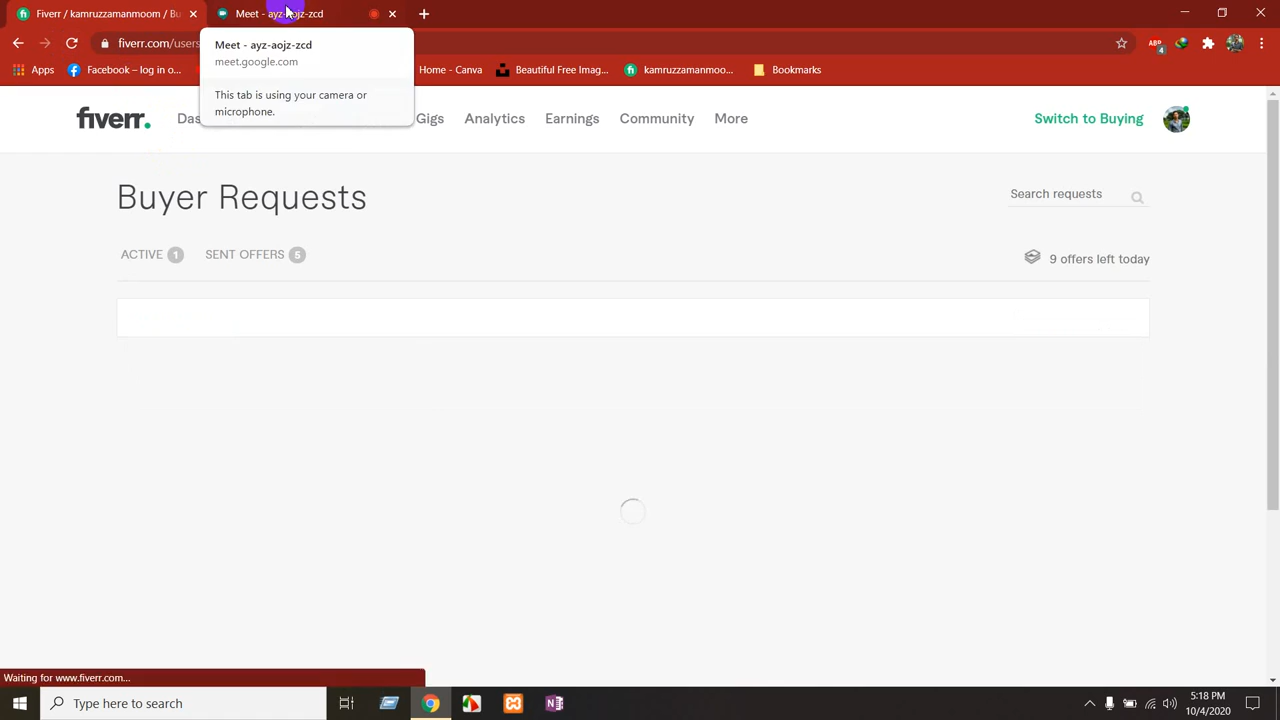 Fiverr / kamruzzamanmoom / Bu
Meet - ayz-aojz-zcd
fiverr.com/users
Meet - ayz-aojz-zcd
meet.google.com
This tab is using your camera or
microphone.
ABP
4
Apps
Facebook – log in o...
Home - Canva
Beautiful Free Imag...
kamruzzamanmoo...
Bookmarks
fiverr.
Das
Gigs
Analytics
Earnings
Community
More
Switch to Buying
Buyer Requests
Search requests
ACTIVE 1
SENT OFFERS 5
9 offers left today
Waiting for www.fiverr.com...
Type here to search
5:18 PM
10/4/2020